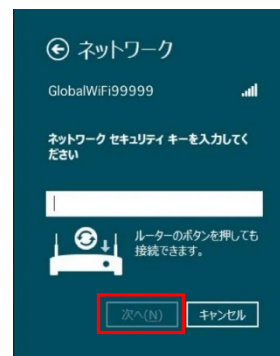 ネットワーク
GlobalWiFi99999
ネットワーク セキュリティ キーを入力してく
ださい
ルーターのボタンを押しても
接続できます。
次へ(N)
キャンセル